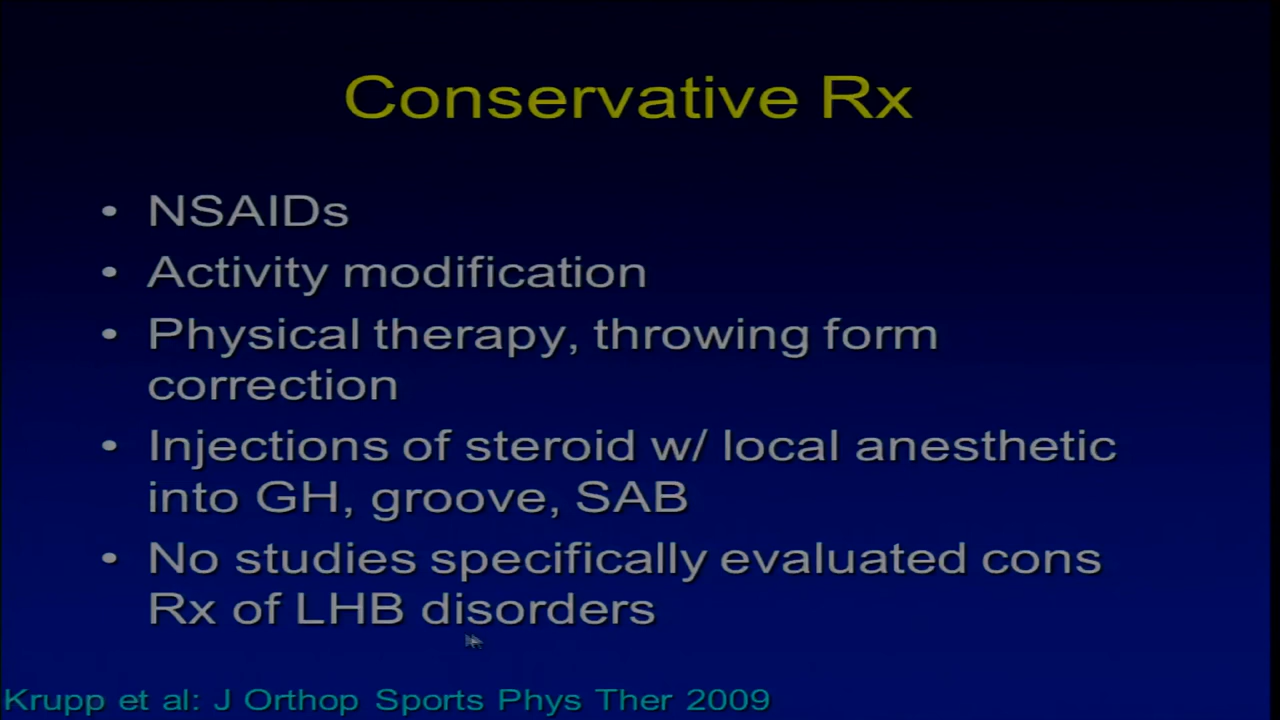 Conservative Rx
• NSAIDs
• Activity modification
• Physical therapy, throwing form
correction
• Injections of steroid w/ local anesthetic
into GH, groove, SAB
• No studies specifically evaluated cons
Rx of LHB disorders
Krupp et al: J Orthop Sports Phys Ther 2009